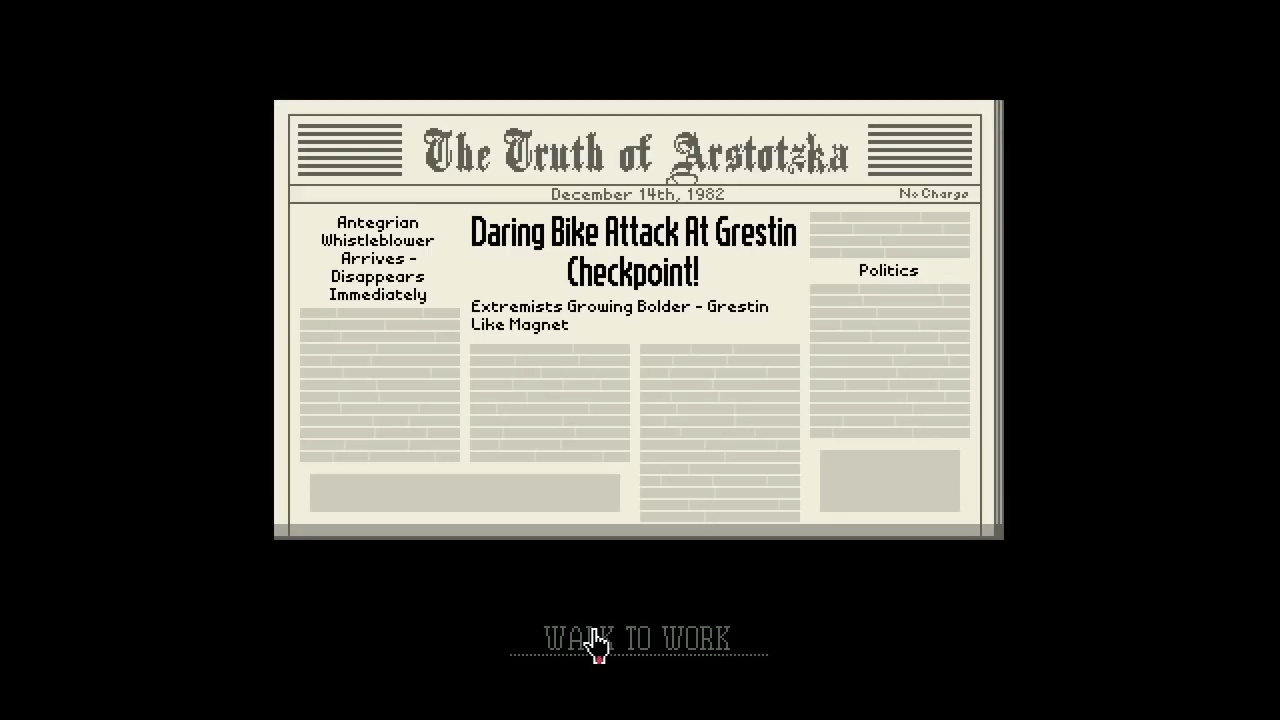 The Truth of Arstotzka
December 14th, 1982
No Charge
Antegrian
Whistleblower
Arrives -
Disappears
Immediately
Daring Bike Attack At Grestin
Checkpoint!
Extremists Growing Bolder - Grestin
Like Magnet
Politics
WALK TO WORK